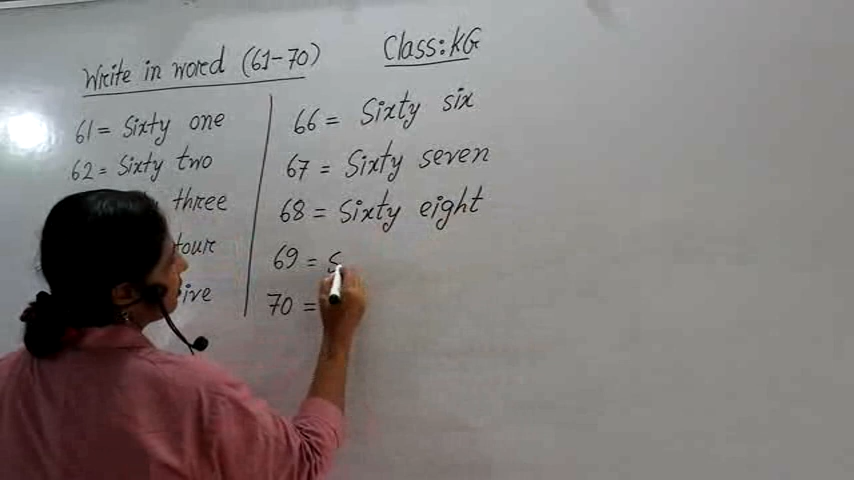 Write in word (61-70)
Class: KG
61 = Sixty one
62 = Sixty two
three
four
five
66 = Sixty six
67 = Sixty seven
68 = Sixty eight
69 = S
70 =